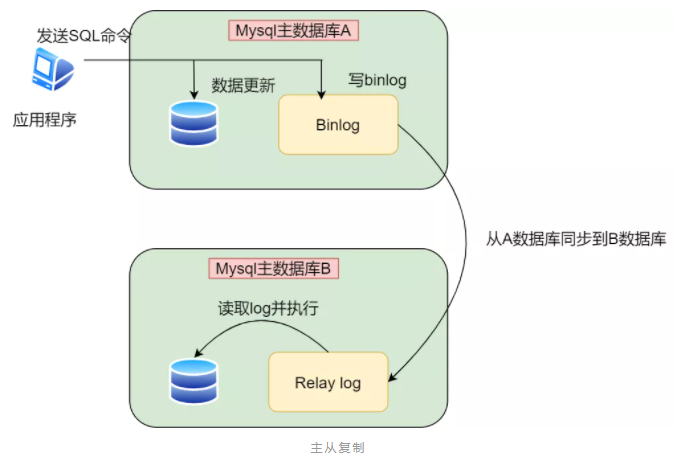 发送SQL命令
Mysql主数据库A
数据更新
写binlog
应用程序
Binlog
从A数据库同步到B数据库
Mysql主数据库B
读取log并执行
Relay log
主从复制